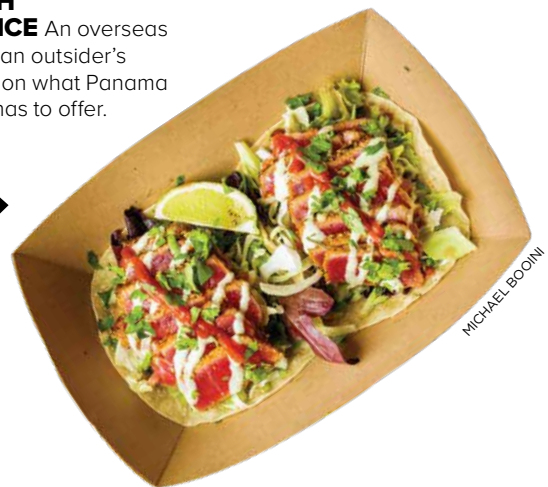 H
ICE An overseas
an outsider's
on what Panama
has to offer.
MICHAEL BOOINI